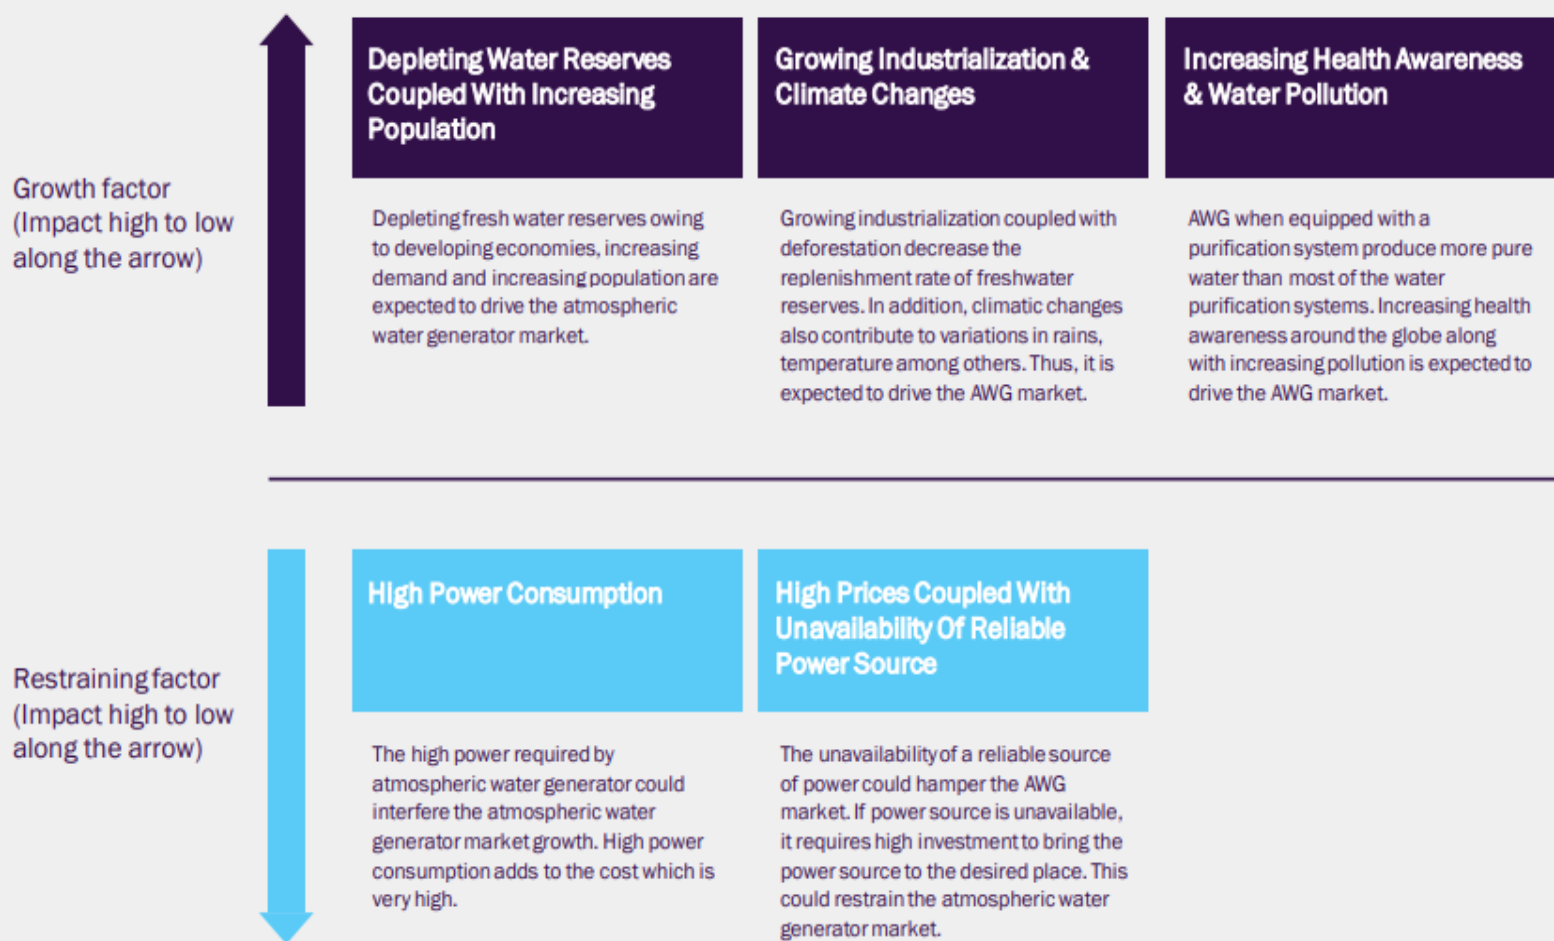 Growth factor
(Impact high to low
along the arrow)
Depleting Water Reserves
Coupled With Increasing
Population
Depleting fresh water reserves owing
to developing economies, increasing
demand and increasing population are
expected to drive the atmospheric
water generator market.
Growing Industrialization &
Climate Changes
Growing industrialization coupled with
deforestation decrease the
replenishment rate of freshwater
reserves. In addition, climatic changes
also contribute to variations in rains,
temperature among others. Thus, it is
expected to drive the AWG market.
Increasing Health Awareness
& Water Pollution
AWG when equipped with a
purification system produce more pure
water than most of the water
purification systems. Increasing health
awareness around the globe along
with increasing pollution is expected to
drive the AWG market.
Restraining factor
(Impact high to low
along the arrow)
High Power Consumption
The high power required by
atmospheric water generator could
interfere the atmospheric water
generator market growth. High power
consumption adds to the cost which is
very high.
High Prices Coupled With
Unavailability Of Reliable
Power Source
The unavailability of a reliable source
of power could hamper the AWG
market. If power source is unavailable,
it requires high investment to bring the
power source to the desired place. This
could restrain the atmospheric water
generator market.